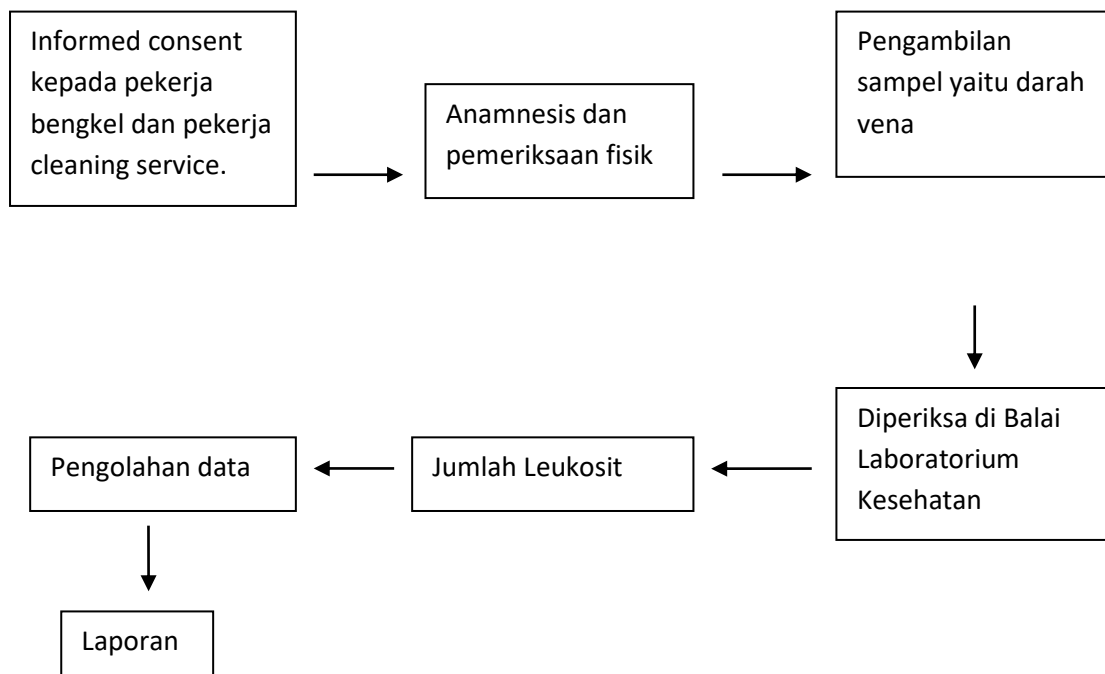 Informed consent
kepada pekerja
bengkel dan pekerja
cleaning service.
Anamnesis dan
pemeriksaan fisik
Pengambilan
sampel yaitu darah
vena
Diperiksa di Balai
Laboratorium
Kesehatan
Jumlah Leukosit
Pengolahan data
Laporan